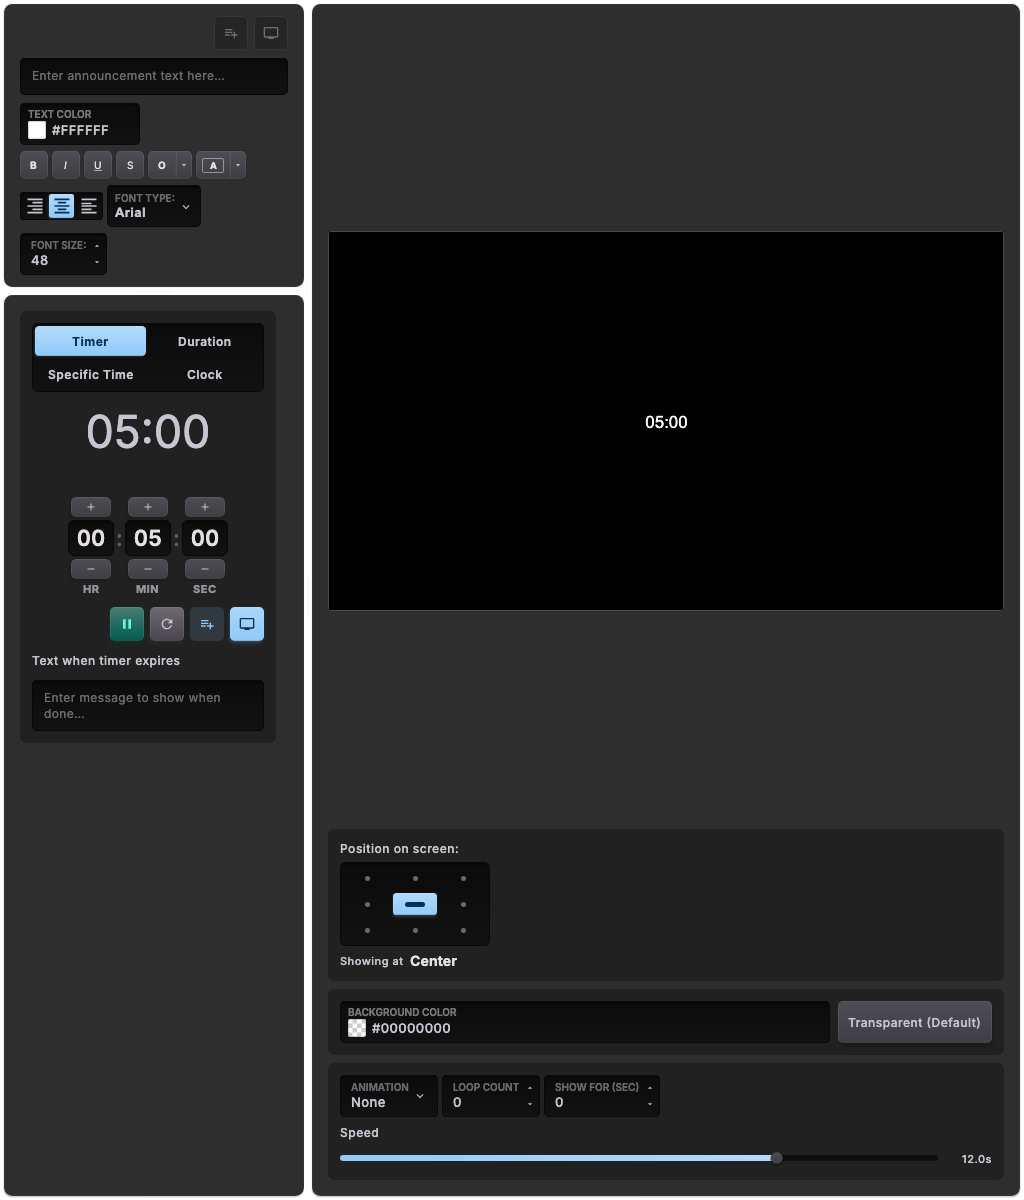 Enter announcement text here...
TEXT COLOR
#FFFFFF
B I U S O A
FONT TYPE:
Arial
FONT SIZE:
48
Timer Duration
Specific Time Clock
05:00
+ + +
00 : 05 : 00
− − −
HR MIN SEC
Text when timer expires
Enter message to show when
done...
05:00
Position on screen:
Showing at Center
BACKGROUND COLOR
#00000000
Transparent (Default)
ANIMATION
None
LOOP COUNT
0
SHOW FOR (SEC)
0
Speed
12.0s